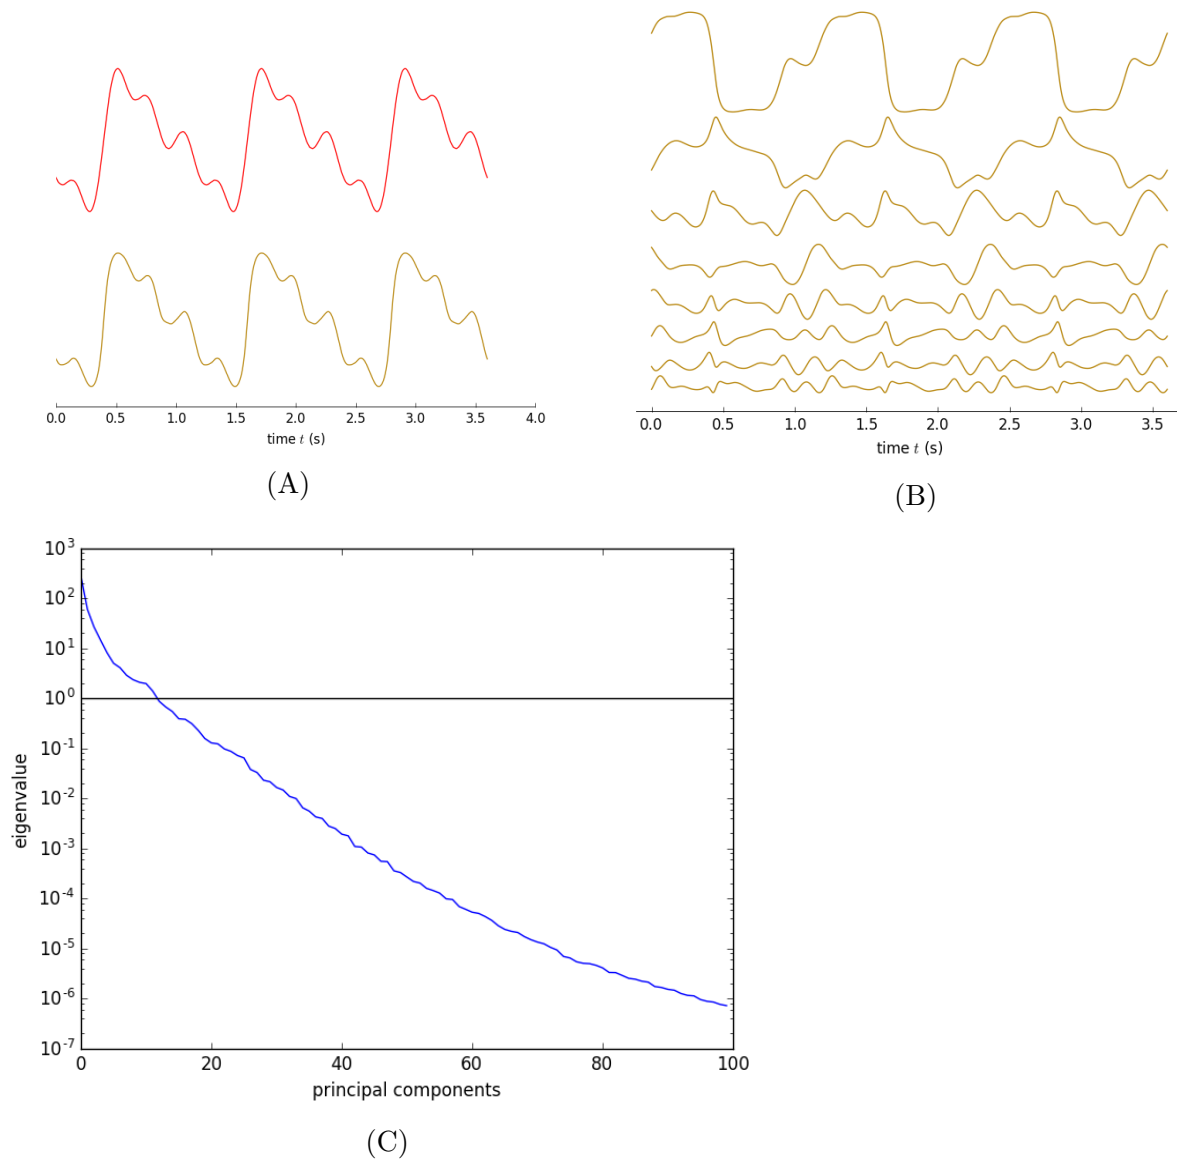 0.0 0.5 1.0 1.5 2.0 2.5 3.0 3.5 4.0
time t (s)
(A)
0.0 0.5 1.0 1.5 2.0 2.5 3.0 3.5
time t (s)
(B)
10^3
10^2
10^1
10^0
10^-1
10^-2
10^-3
10^-4
10^-5
10^-6
10^-7
eigenvalue
0 20 40 60 80 100
principal components
(C)